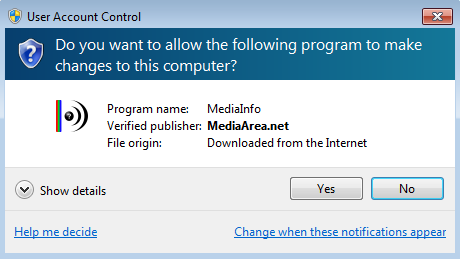 User Account Control
Do you want to allow the following program to make
changes to this computer?
Program name: MediaInfo
Verified publisher: MediaArea.net
File origin: Downloaded from the Internet
Show details
Yes
No
Help me decide
Change when these notifications appear